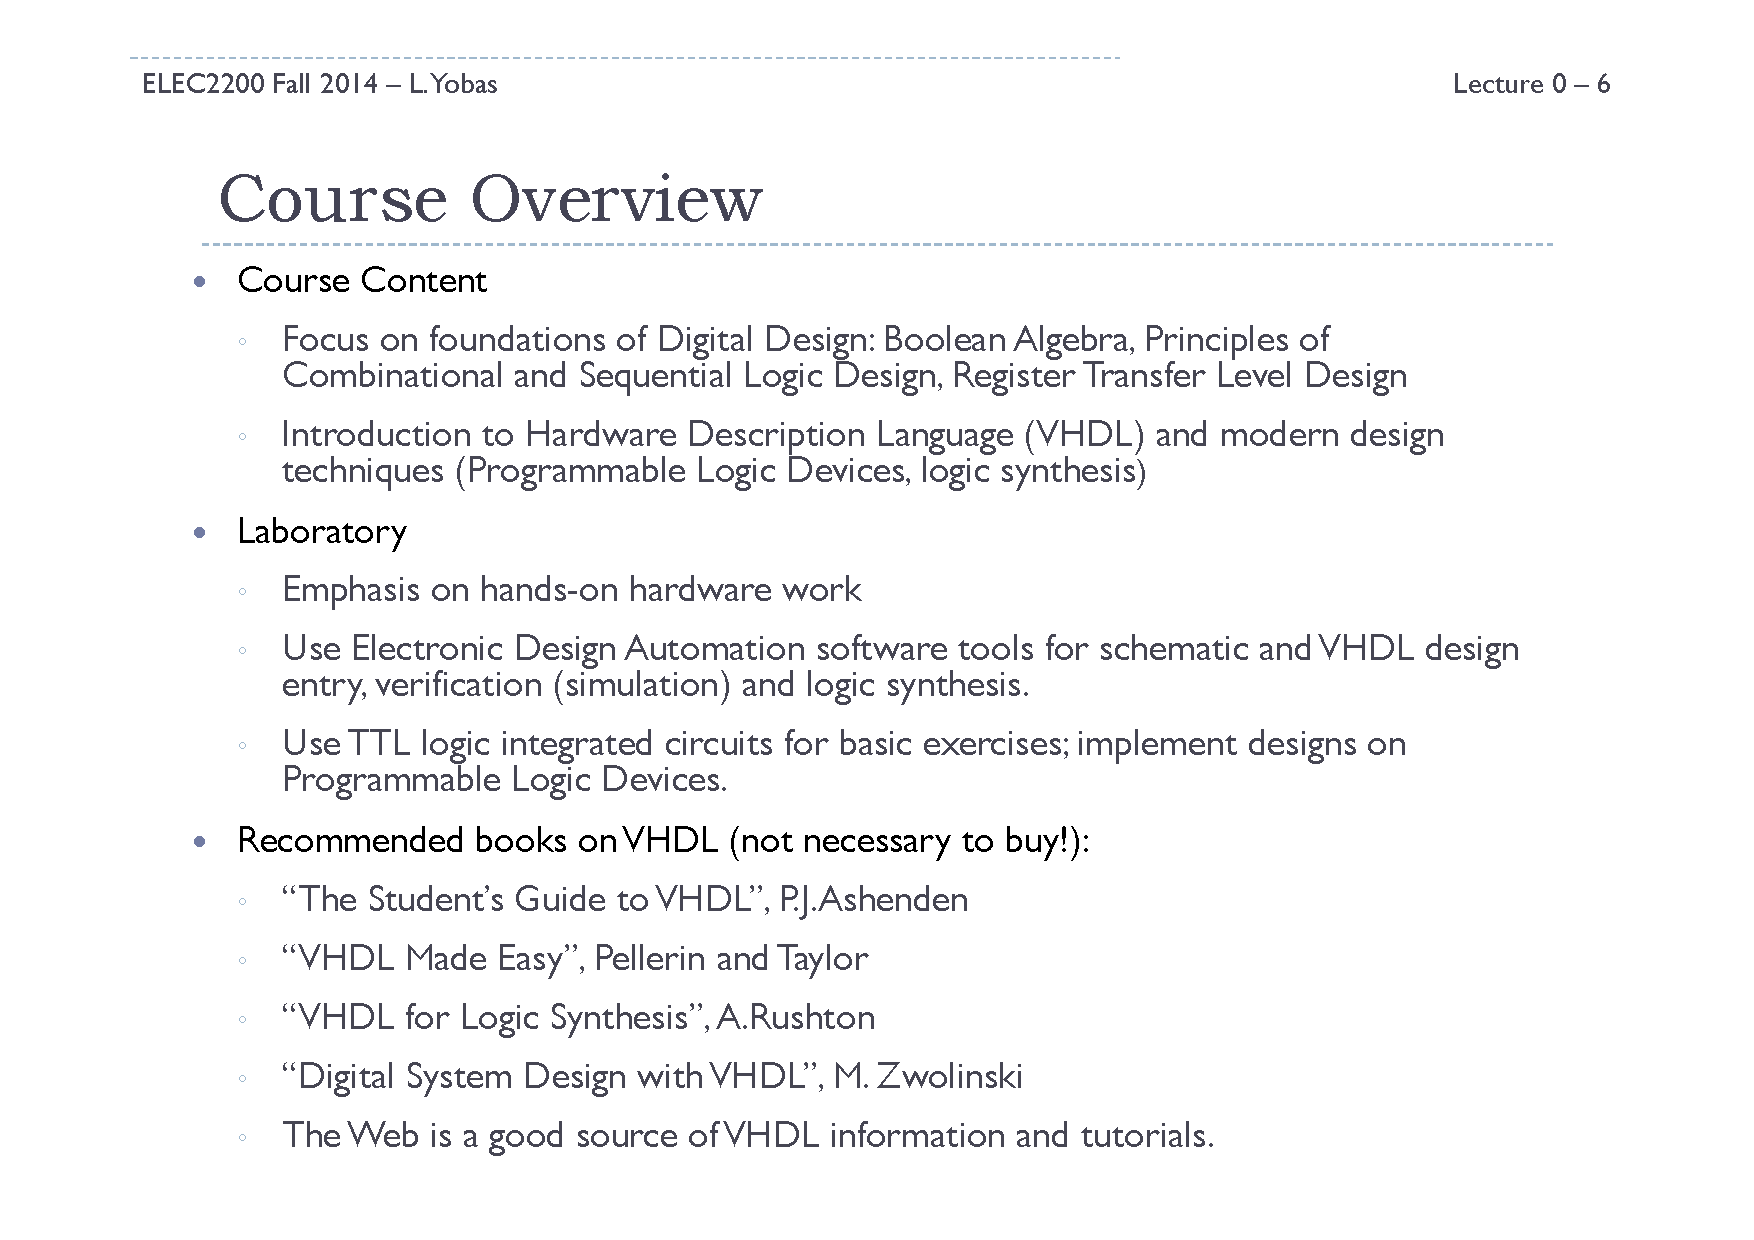 ELEC2200 Fall 2014 – L.Yobas
Lecture 0 – 6
Course Overview
• Course Content
◦ Focus on foundations of Digital Design: Boolean Algebra, Principles of
Combinational and Sequential Logic Design, Register Transfer Level Design
◦ Introduction to Hardware Description Language (VHDL) and modern design
techniques (Programmable Logic Devices, logic synthesis)
• Laboratory
◦ Emphasis on hands-on hardware work
◦ Use Electronic Design Automation software tools for schematic and VHDL design
entry, verification (simulation) and logic synthesis.
◦ Use TTL logic integrated circuits for basic exercises; implement designs on
Programmable Logic Devices.
• Recommended books on VHDL (not necessary to buy!):
◦ “The Student’s Guide to VHDL”, P.J.Ashenden
◦ “VHDL Made Easy”, Pellerin and Taylor
◦ “VHDL for Logic Synthesis”, A.Rushton
◦ “Digital System Design with VHDL”, M. Zwolinski
◦ The Web is a good source of VHDL information and tutorials.